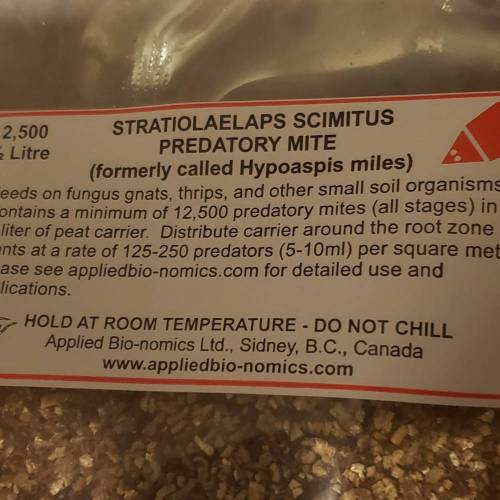 2,500
½ Litre
STRATIOLAELAPS SCIMITUS
PREDATORY MITE
(formerly called Hypoaspis miles)
eeds on fungus gnats, thrips, and other small soil organisms
ontains a minimum of 12,500 predatory mites (all stages) in
liter of peat carrier. Distribute carrier around the root zone
ants at a rate of 125-250 predators (5-10ml) per square met
ase see appliedbio-nomics.com for detailed use and
lications.
HOLD AT ROOM TEMPERATURE - DO NOT CHILL
Applied Bio-nomics Ltd., Sidney, B.C., Canada
www.appliedbio-nomics.com